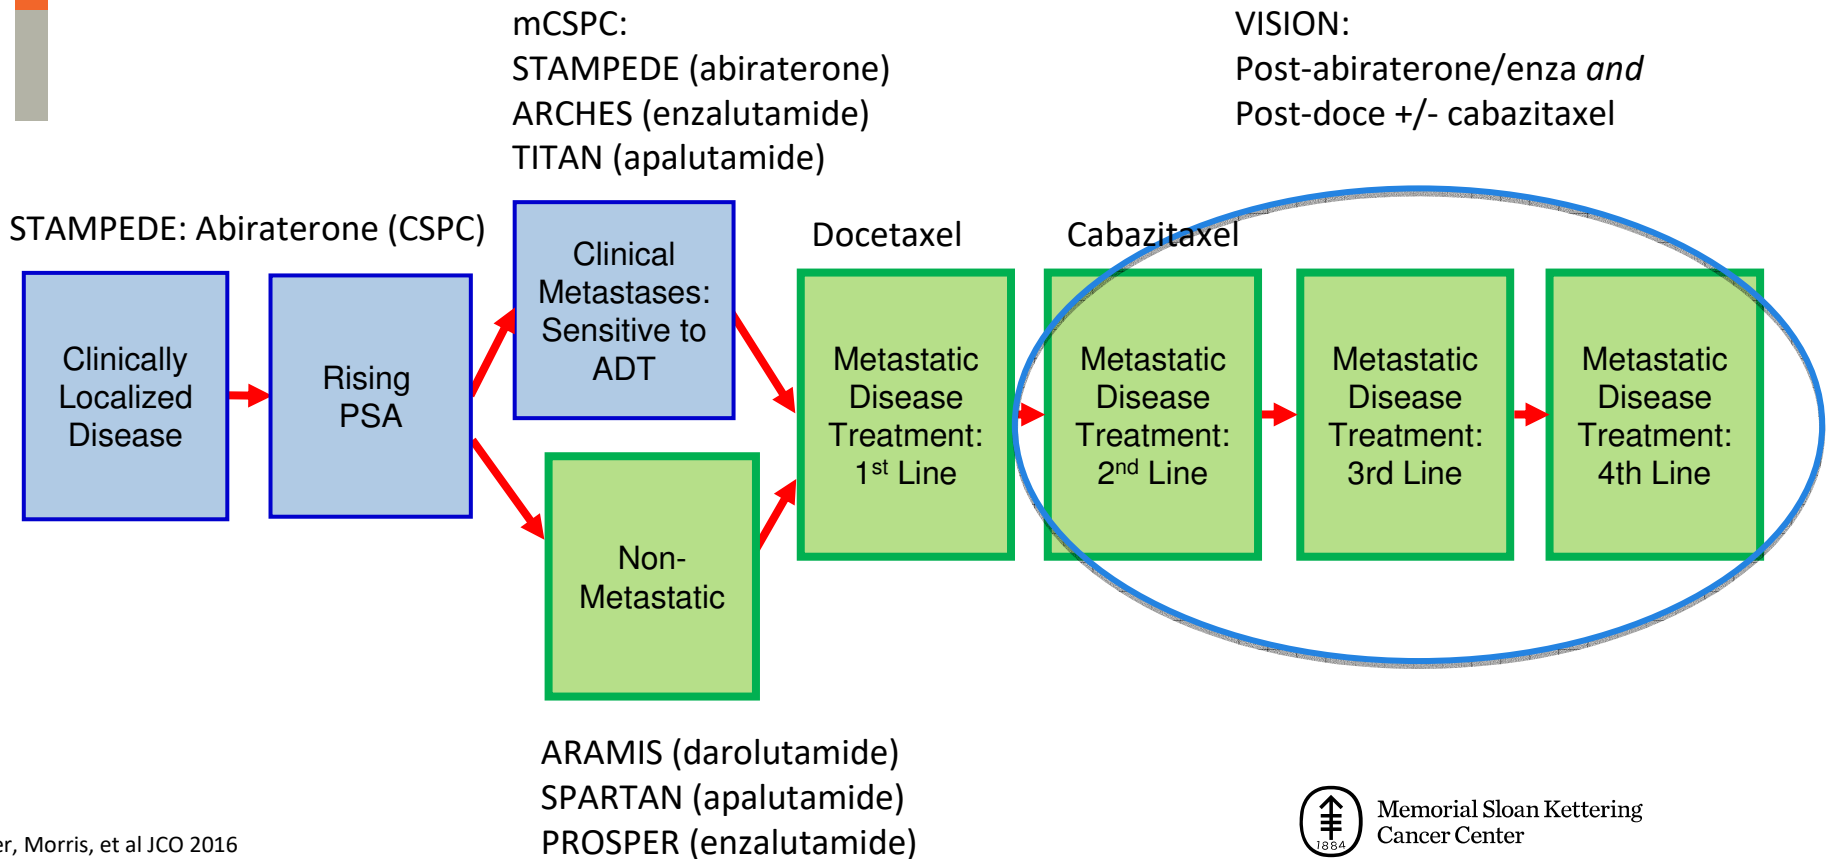 mCSPC:
STAMPEDE (abiraterone)
ARCHES (enzalutamide)
TITAN (apalutamide)
VISION:
Post-abiraterone/enza and
Post-doce +/- cabazitaxel
STAMPEDE: Abiraterone (CSPC)
Docetaxel
Cabazitaxel
Clinically
Localized
Disease
Rising
PSA
Clinical
Metastases:
Sensitive to
ADT
Non-
Metastatic
Metastatic
Disease
Treatment:
1st Line
Metastatic
Disease
Treatment:
2nd Line
Metastatic
Disease
Treatment:
3rd Line
Metastatic
Disease
Treatment:
4th Line
ARAMIS (darolutamide)
SPARTAN (apalutamide)
PROSPER (enzalutamide)
Morris, et al JCO 2016
1884
Memorial Sloan Kettering
Cancer Center